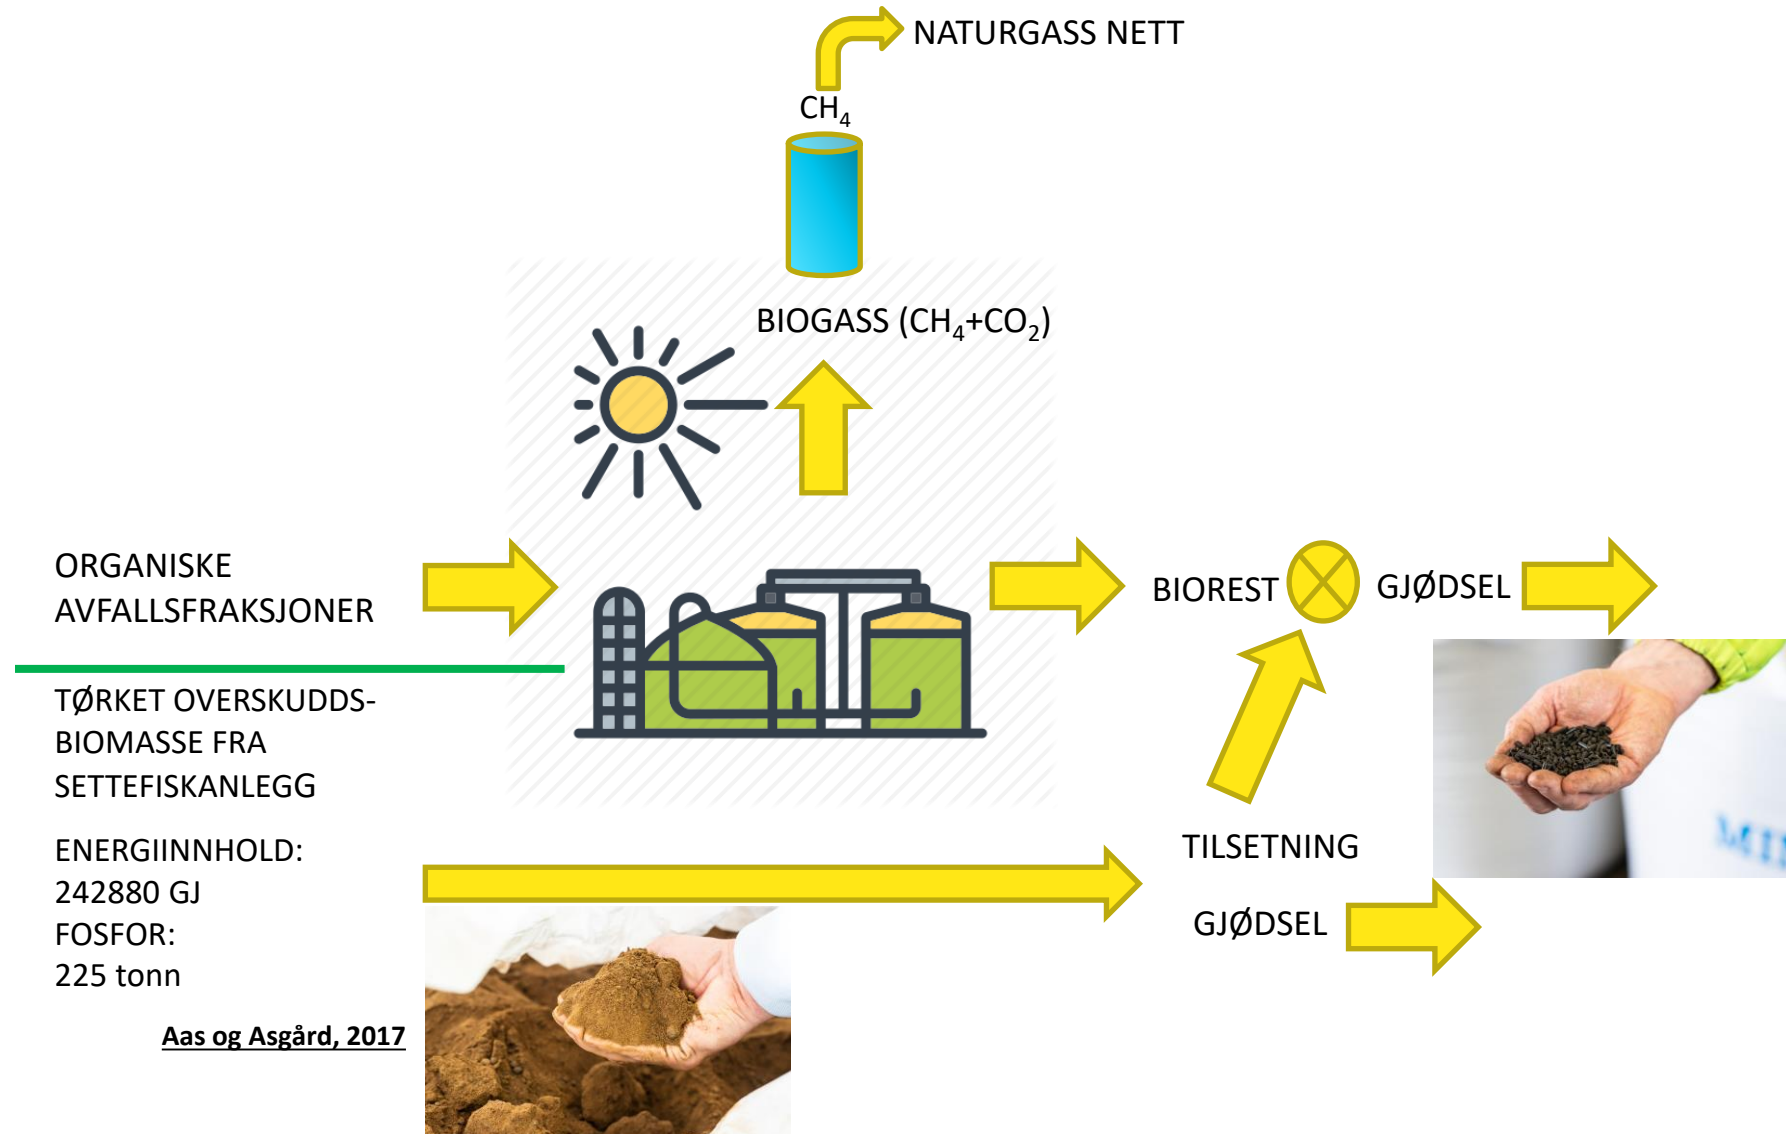 NATURGASS NETT
CH₄
BIOGASS (CH₄+CO₂)
ORGANISKE
AVFALLSFRAKSJONER
BIOREST
GJØDSEL
TØRKET OVERSKUDDS-
BIOMASSE FRA
SETTEFISKANLEGG
ENERGIINNHOLD:
242880 GJ
FOSFOR:
225 tonn
TILSETNING
GJØDSEL
Aas og Asgård, 2017